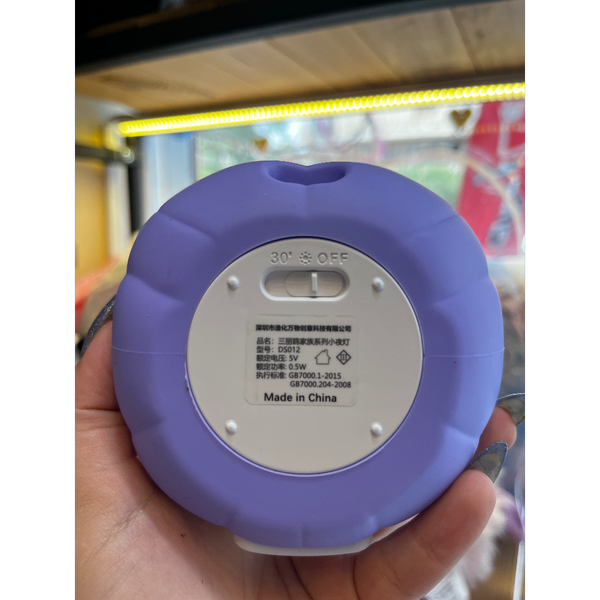 30' OFF
深圳市造化万物创意科技有限公司
品名: 三丽鸥家族系列小夜灯
型号: DS012
额定电压: 5V
额定功率: 0.5W
执行标准: GB7000.1-2015
GB7000.204-2008
Made in China